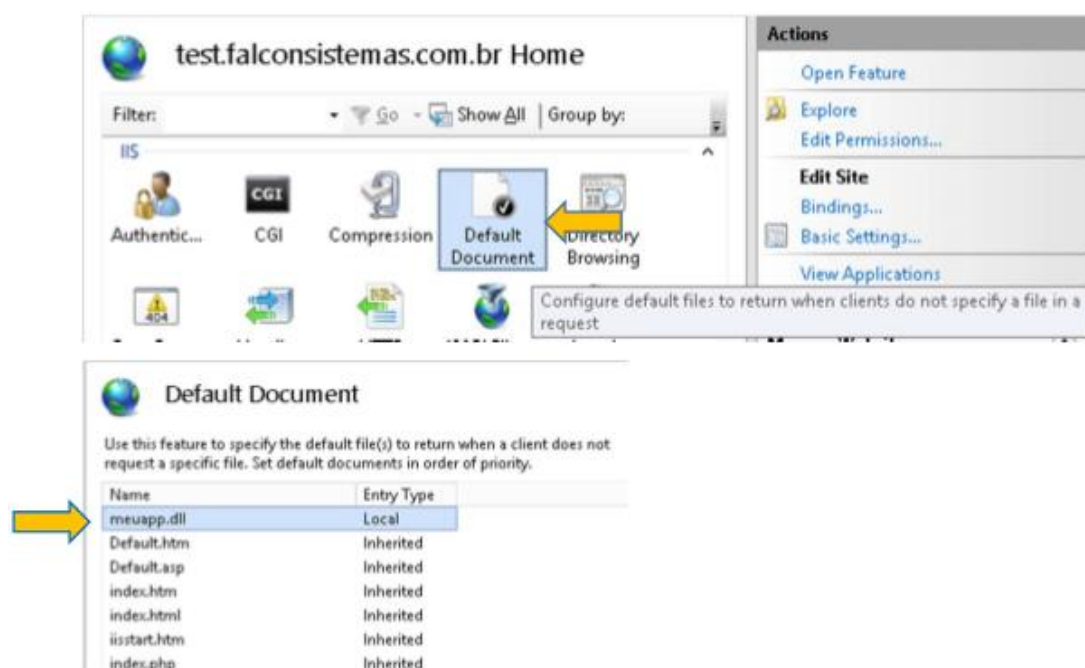 test.falconsistemas.com.br Home
Filter:
Go
Show All
Group by:
IIS
Authentic...
CGI
CGI
Compression
Default
Document
Directory
Browsing
404
Actions
Open Feature
Explore
Edit Permissions...
Edit Site
Bindings...
Basic Settings...
View Applications
Configure default files to return when clients do not specify a file in a
request
Default Document
Use this feature to specify the default file(s) to return when a client does not
request a specific file. Set default documents in order of priority.
Name Entry Type
meuapp.dll Local
Default.htm Inherited
Default.asp Inherited
index.htm Inherited
index.html Inherited
iisstart.htm Inherited
index.php Inherited